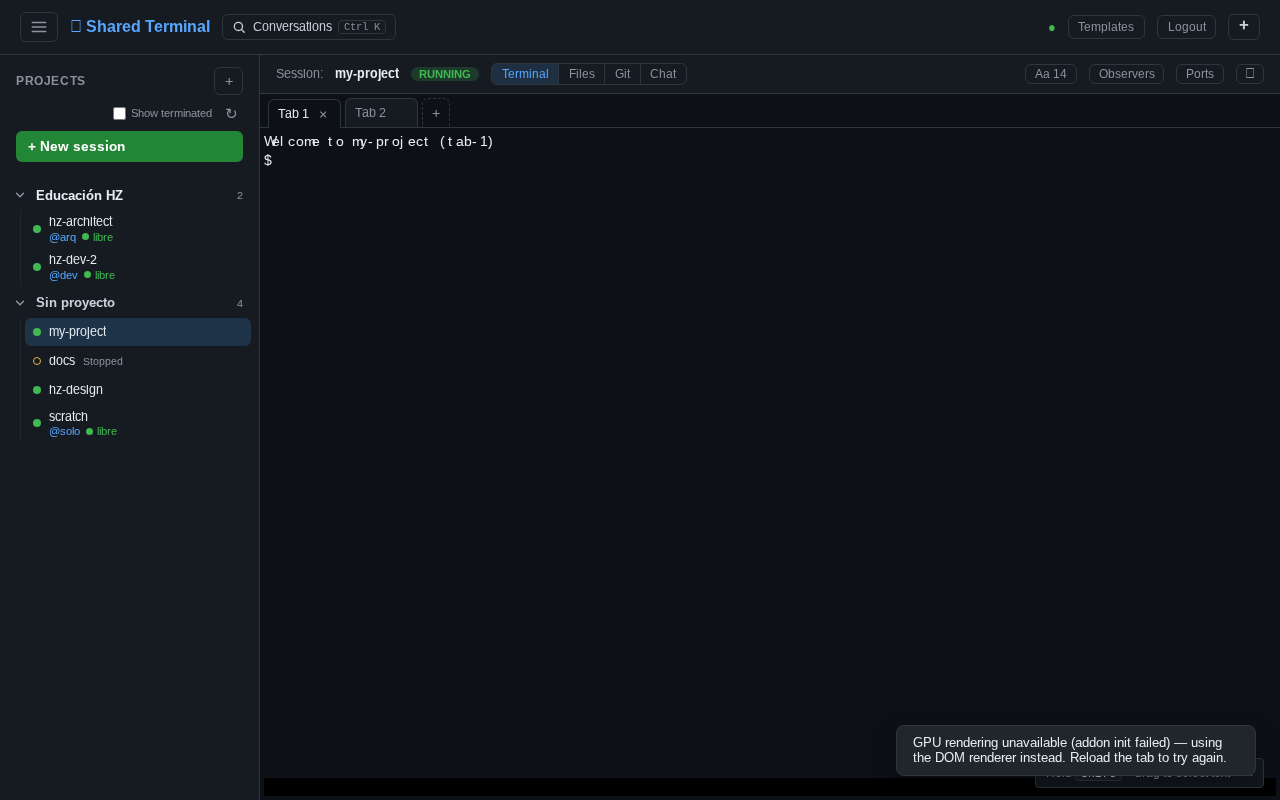 Shared Terminal
Conversations Ctrl K
Templates
Logout
+
PROJECTS
+
Show terminated
+ New session
Educación HZ 2
hz-architect
@arq libre
hz-dev-2
@dev libre
Sin proyecto 4
my-project
docs Stopped
hz-design
scratch
@solo libre
Session: my-project RUNNING
Terminal Files Git Chat
Aa 14 Observers Ports
Tab 1 × Tab 2 +
Welcome to my-project (tab-1)
$
GPU rendering unavailable (addon init failed) — using
the DOM renderer instead. Reload the tab to try again.